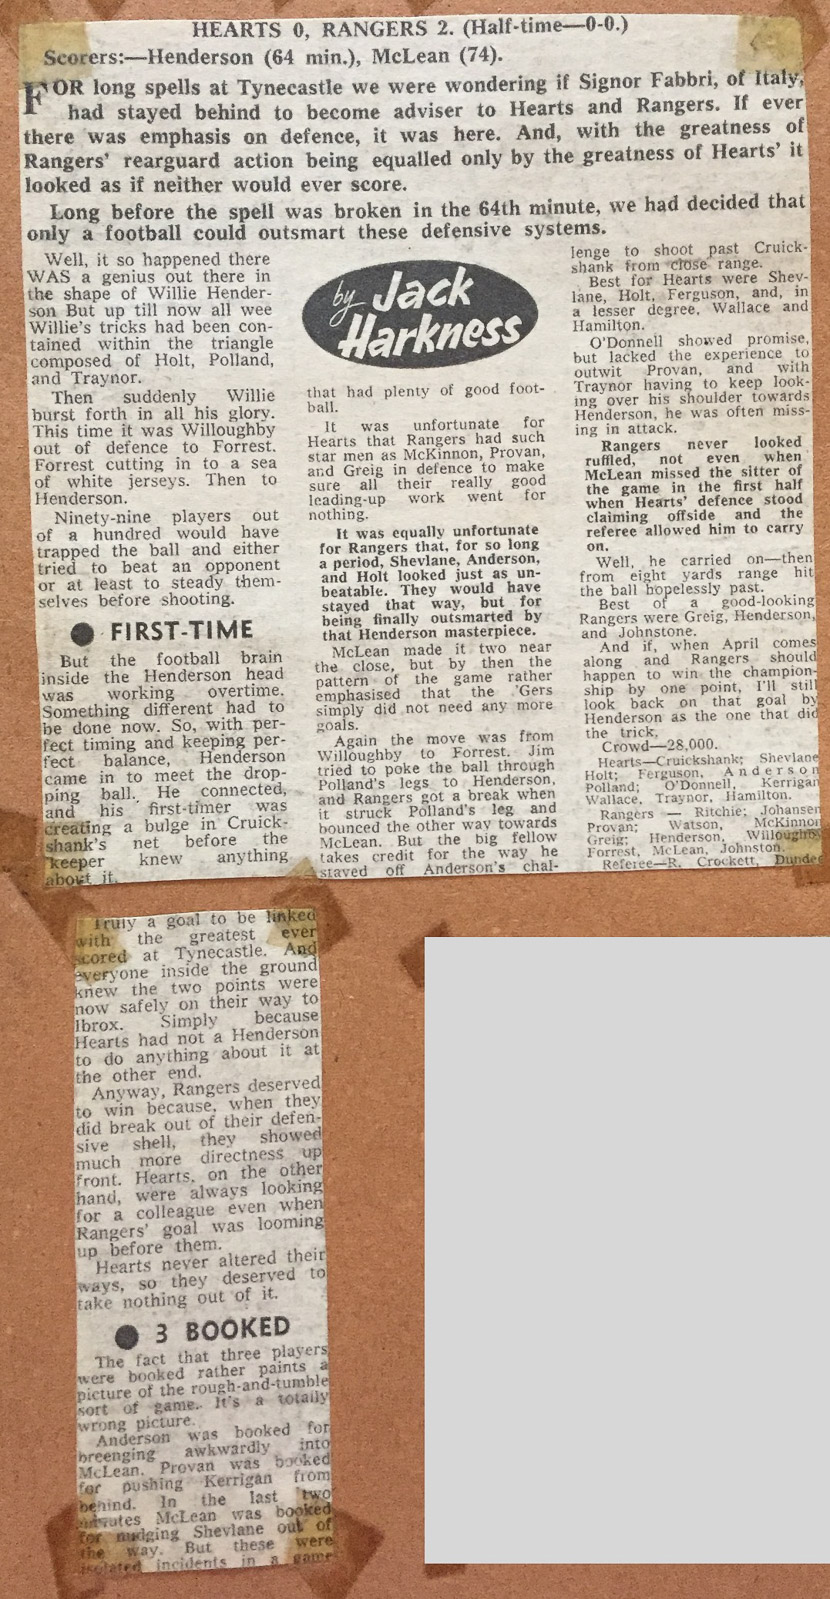 HEARTS 0, RANGERS 2. (Half-time—0-0.)
Scorers:—Henderson (64 min.), McLean (74).
FOR long spells at Tynecastle we were wondering if Signor Fabbri, of Italy,
had stayed behind to become adviser to Hearts and Rangers. If ever
there was emphasis on defence, it was here. And, with the greatness of
Rangers' rearguard action being equalled only by the greatness of Hearts' it
looked as if neither would ever score.
Long before the spell was broken in the 64th minute, we had decided that
only a football could outsmart these defensive systems.
Well, it so happened there
WAS a genius out there in
the shape of Willie Hender-
son But up till now all wee
Willie's tricks had been con-
tained within the triangle
composed of Holt, Polland,
and Traynor.
Then suddenly Willie
burst forth in all his glory.
This time it was Willoughby
out of defence to Forrest.
Forrest cutting in to a sea
of white jerseys. Then to
Henderson.
Ninety-nine players out
of a hundred would have
trapped the ball and either
tried to beat an opponent
or at least to steady them-
selves before shooting.
● FIRST-TIME
But the football brain
inside the Henderson head
was working overtime.
Something different had to
be done now. So, with per-
fect timing and keeping per-
fect balance, Henderson
came in to meet the drop-
ping ball. He connected,
and his first-timer was
creating a bulge in Cruick-
shank's net before the
'keeper knew anything
about it.
Truly a goal to be linked
with the greatest ever
scored at Tynecastle. And
everyone inside the ground
knew the two points were
now safely on their way to
Ibrox. Simply because
Hearts had not a Henderson
to do anything about it at
the other end.
Anyway, Rangers deserved
to win because, when they
did break out of their defen-
sive shell, they showed
much more directness up
front. Hearts, on the other
hand, were always looking
for a colleague even when
Rangers' goal was looming
up before them.
Hearts never altered their
ways, so they deserved to
take nothing out of it.
● 3 BOOKED
The fact that three players
were booked rather paints a
picture of the rough-and-tumble
sort of game. It's a totally
wrong picture.
Anderson was booked for
breenging awkwardly into
McLean. Provan was booked
for pushing Kerrigan from
behind. In the last two
minutes McLean was booked
for nudging Shevlane out of
the way. But these were
isolated incidents in a game
by Jack
Harkness
that had plenty of good foot-
ball.
It was unfortunate for
Hearts that Rangers had such
star men as McKinnon, Provan,
and Greig in defence to make
sure all their really good
leading-up work went for
nothing.
It was equally unfortunate
for Rangers that, for so long
a period, Shevlane, Anderson,
and Holt looked just as un-
beatable. They would have
stayed that way, but for
being finally outsmarted by
that Henderson masterpiece.
McLean made it two near
the close, but by then the
pattern of the game rather
emphasised that the 'Gers
simply did not need any more
goals.
Again the move was from
Willoughby to Forrest. Jim
tried to poke the ball through
Polland's legs to Henderson,
and Rangers got a break when
it struck Polland's leg and
bounced the other way towards
McLean. But the big fellow
takes credit for the way he
staved off Anderson's chal-
lenge to shoot past Cruick-
shank from close range.
Best for Hearts were Shev-
lane, Holt, Ferguson, and, in
a lesser degree, Wallace and
Hamilton.
O'Donnell showed promise,
but lacked the experience to
outwit Provan, and with
Traynor having to keep look-
ing over his shoulder towards
Henderson, he was often miss-
ing in attack.
Rangers never looked
ruffled, not even when
McLean missed the sitter of
the game in the first half
when Hearts' defence stood
claiming offside and the
referee allowed him to carry
on.
Well, he carried on—then
from eight yards range hit
the ball hopelessly past.
Best of a good-looking
Rangers were Greig, Henderson,
and Johnstone.
And if, when April comes
along and Rangers should
happen to win the champion-
ship by one point, I'll still
look back on that goal by
Henderson as the one that did
the trick.
Crowd—28,000.
Hearts—Cruickshank; Shevlane
Holt; Ferguson, Anderson
Polland; O'Donnell, Kerrigan
Wallace, Traynor, Hamilton.
Rangers — Ritchie; Johansen
Provan; Watson, McKinnon
Greig; Henderson, Willoughby
Forrest, McLean, Johnston.
Referee—R. Crockett, Dundee